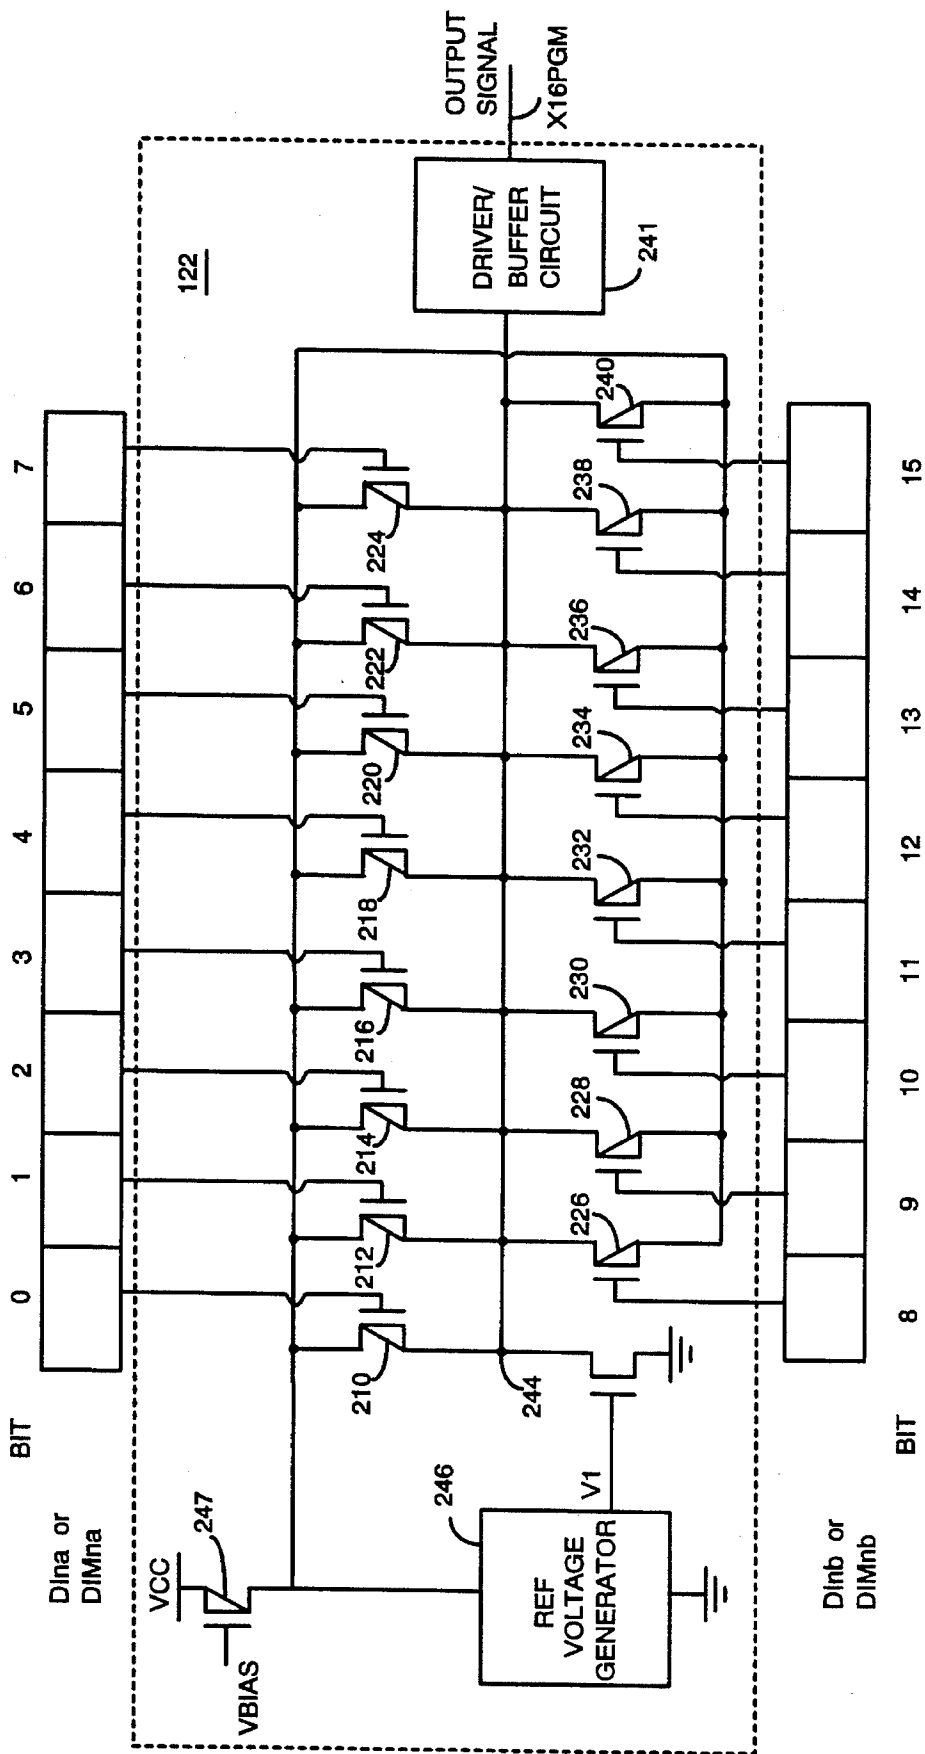 BIT 0 1 2 3 4 5 6 7
DIna or
DIMna
122
VCC
247
VBIAS
210 212 214 216 218 220 222 224
OUTPUT
SIGNAL
X16PGM
DRIVER/
BUFFER
CIRCUIT
241
244
246
REF
VOLTAGE
GENERATOR
V1
226 228 230 232 234 236 238 240
DInb or
DIMnb
BIT 8 9 10 11 12 13 14 15